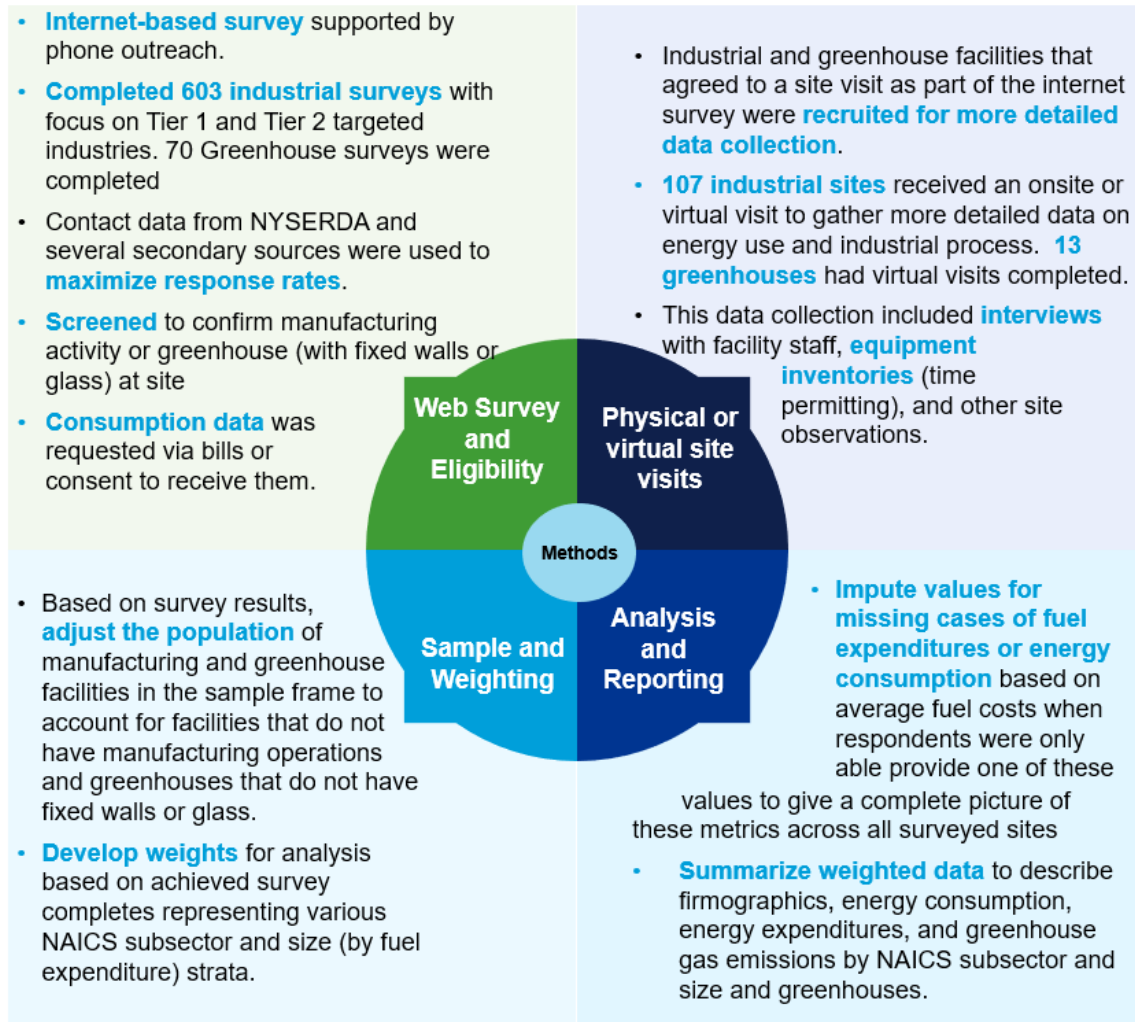 • Internet-based survey supported by
phone outreach.
• Completed 603 industrial surveys with
focus on Tier 1 and Tier 2 targeted
industries. 70 Greenhouse surveys were
completed
• Contact data from NYSERDA and
several secondary sources were used to
maximize response rates.
• Screened to confirm manufacturing
activity or greenhouse (with fixed walls or
glass) at site
• Consumption data was
requested via bills or
consent to receive them.
• Industrial and greenhouse facilities that
agreed to a site visit as part of the internet
survey were recruited for more detailed
data collection.
• 107 industrial sites received an onsite or
virtual visit to gather more detailed data on
energy use and industrial process. 13
greenhouses had virtual visits completed.
• This data collection included interviews
with facility staff, equipment
inventories (time
permitting), and other site
observations.
Web Survey
and
Eligibility
Physical or
virtual site
visits
Methods
Sample and
Weighting
Analysis
and
Reporting
• Based on survey results,
adjust the population of
manufacturing and greenhouse
facilities in the sample frame to
account for facilities that do not
have manufacturing operations
and greenhouses that do not have
fixed walls or glass.
• Develop weights for analysis
based on achieved survey
completes representing various
NAICS subsector and size (by fuel
expenditure) strata.
• Impute values for
missing cases of fuel
expenditures or energy
consumption based on
average fuel costs when
respondents were only
able provide one of these
values to give a complete picture of
these metrics across all surveyed sites
• Summarize weighted data to describe
firmographics, energy consumption,
energy expenditures, and greenhouse
gas emissions by NAICS subsector and
size and greenhouses.